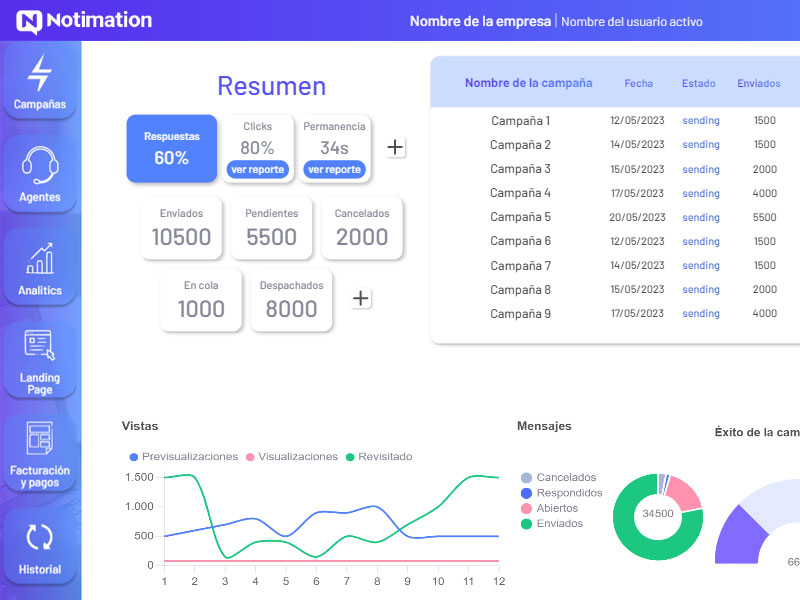 Notimation
Nombre de la empresa | Nombre del usuario activo
Campañas
Agentes
Analitics
Landing
Page
Facturación
y pagos
Historial
Resumen
Respuestas
60%
Clicks
80%
ver reporte
Permanencia
34s
ver reporte
+
Enviados
10500
Pendientes
5500
Cancelados
2000
En cola
1000
Despachados
8000
+
Nombre de la campaña Fecha Estado Enviados
Campaña 1 12/05/2023 sending 1500
Campaña 2 14/05/2023 sending 1500
Campaña 3 15/05/2023 sending 2000
Campaña 4 17/05/2023 sending 4000
Campaña 5 20/05/2023 sending 5500
Campaña 6 12/05/2023 sending 1500
Campaña 7 14/05/2023 sending 1500
Campaña 8 15/05/2023 sending 2000
Campaña 9 17/05/2023 sending 4000
Vistas
Previsualizaciones Visualizaciones Revisitado
1.500
1.000
500
0
1 2 3 4 5 6 7 8 9 10 11 12
Mensajes
Cancelados
Respondidos
Abiertos
Enviados
34500
Éxito de la cam
66